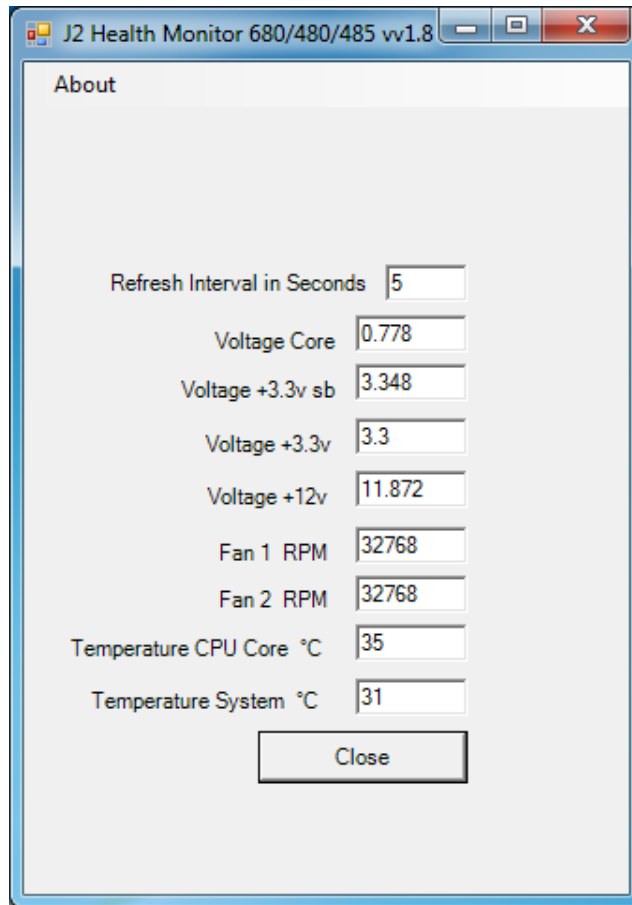 J2 Health Monitor 680/480/485 vv1.8
About
Refresh Interval in Seconds 5
Voltage Core 0.778
Voltage +3.3v sb 3.348
Voltage +3.3v 3.3
Voltage +12v 11.872
Fan 1 RPM 32768
Fan 2 RPM 32768
Temperature CPU Core °C 35
Temperature System °C 31
Close